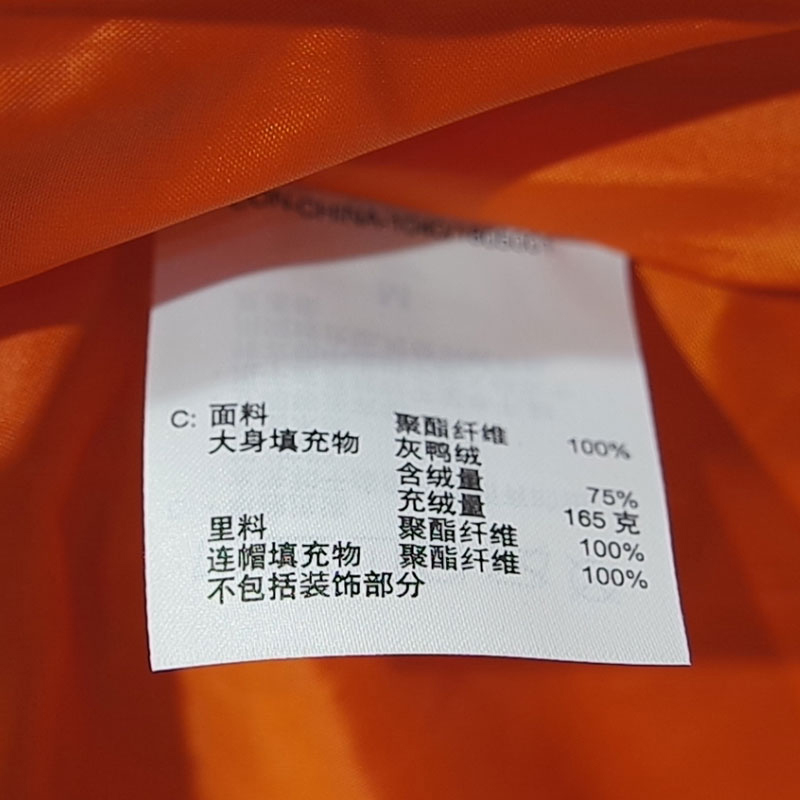 C: 面料 聚酯纤维 100%
大身填充物 灰鸭绒
含绒量 75%
充绒量 165 克
里料 聚酯纤维 100%
连帽填充物 聚酯纤维 100%
不包括装饰部分